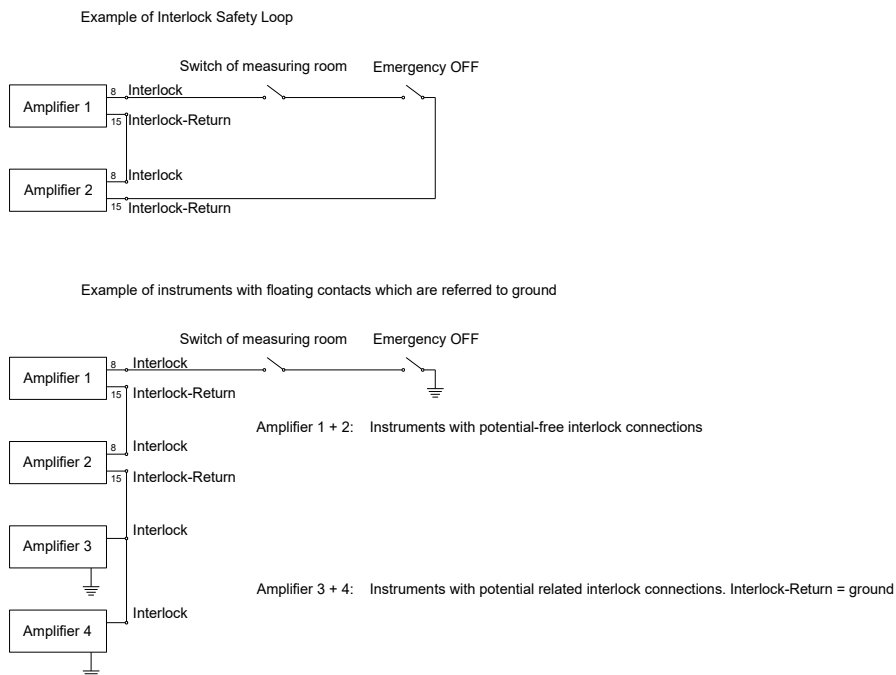 Example of Interlock Safety Loop
Switch of measuring room Emergency OFF
8 Interlock
Amplifier 1
15 Interlock-Return
8 Interlock
Amplifier 2
15 Interlock-Return
Example of instruments with floating contacts which are referred to ground
Switch of measuring room Emergency OFF
8 Interlock
Amplifier 1
15 Interlock-Return
Amplifier 1 + 2: Instruments with potential-free interlock connections
8 Interlock
Amplifier 2
15 Interlock-Return
Interlock
Amplifier 3
Amplifier 3 + 4: Instruments with potential related interlock connections. Interlock-Return = ground
Interlock
Amplifier 4